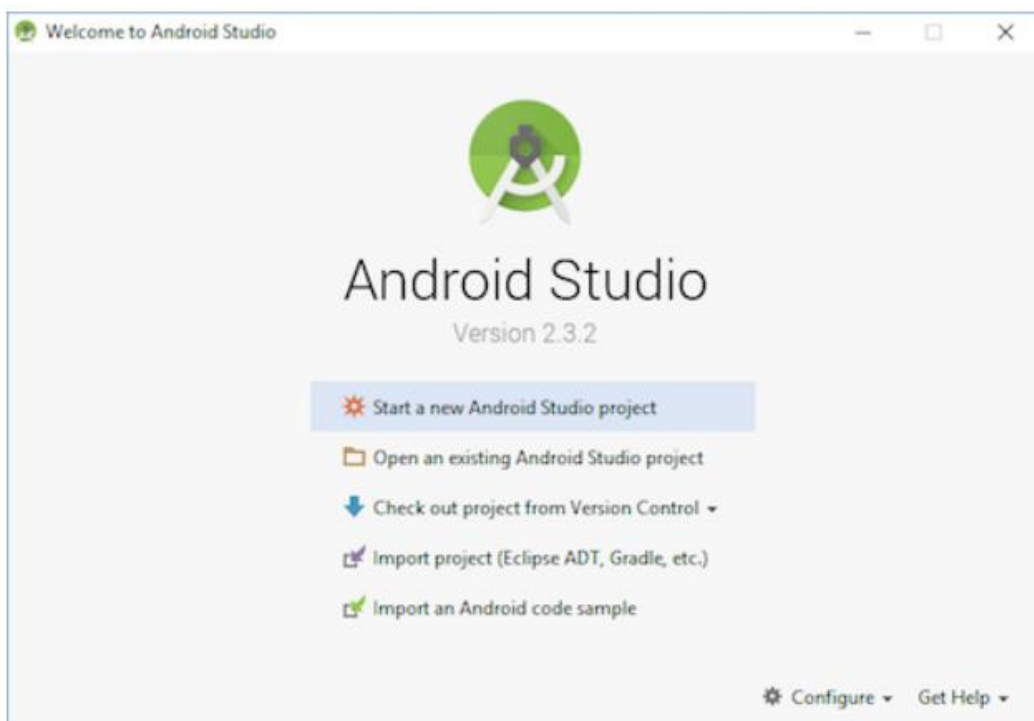 Welcome to Android Studio
Android Studio
Version 2.3.2
Start a new Android Studio project
Open an existing Android Studio project
Check out project from Version Control
Import project (Eclipse ADT, Gradle, etc.)
Import an Android code sample
Configure Get Help